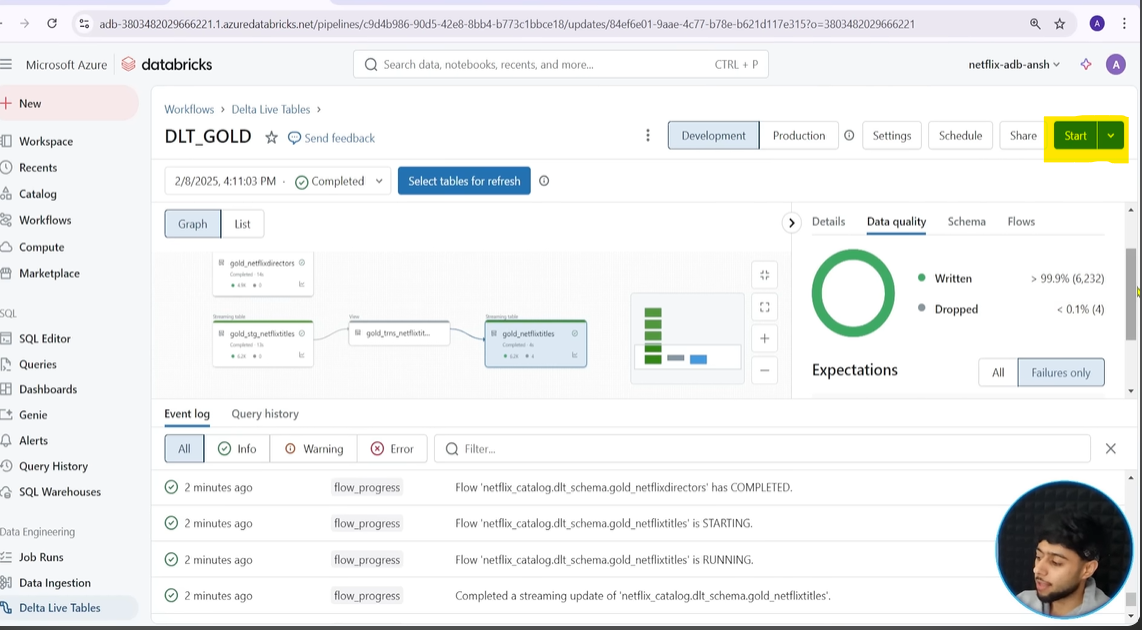 adb-3803482029666221.1.azuredatabricks.net/pipelines/c9d4b986-90d5-42e8-8bb4-b773c1bbce18/updates/84ef6e01-9aae-4c77-b78e-b621d117e315?o=3803482029666221
A
Microsoft Azure databricks Search data, notebooks, recents, and more... CTRL + P netflix-adb-ansh A
New
Workspace
Recents
Catalog
Workflows
Compute
Marketplace
SQL
SQL Editor
Queries
Dashboards
Genie
Alerts
Query History
SQL Warehouses
Data Engineering
Job Runs
Data Ingestion
Delta Live Tables
Workflows > Delta Live Tables >
DLT_GOLD Send feedback Development Production Settings Schedule Share Start
2/8/2025, 4:11:03 PM · Completed Select tables for refresh
Graph List
gold_netflixdirectors
Completed
Streaming table
gold_stg_netflixtitles
Completed
View
gold_trns_netflixtit...
Streaming table
gold_netflixtitles
Completed
Details Data quality Schema Flows
Written > 99.9% (6,232)
Dropped < 0.1% (4)
Expectations All Failures only
Event log Query history
All Info Warning Error Filter...
2 minutes ago flow_progress Flow 'netflix_catalog.dlt_schema.gold_netflixdirectors' has COMPLETED.
2 minutes ago flow_progress Flow 'netflix_catalog.dlt_schema.gold_netflixtitles' is STARTING.
2 minutes ago flow_progress Flow 'netflix_catalog.dlt_schema.gold_netflixtitles' is RUNNING.
2 minutes ago flow_progress Completed a streaming update of 'netflix_catalog.dlt_schema.gold_netflixtitles'.